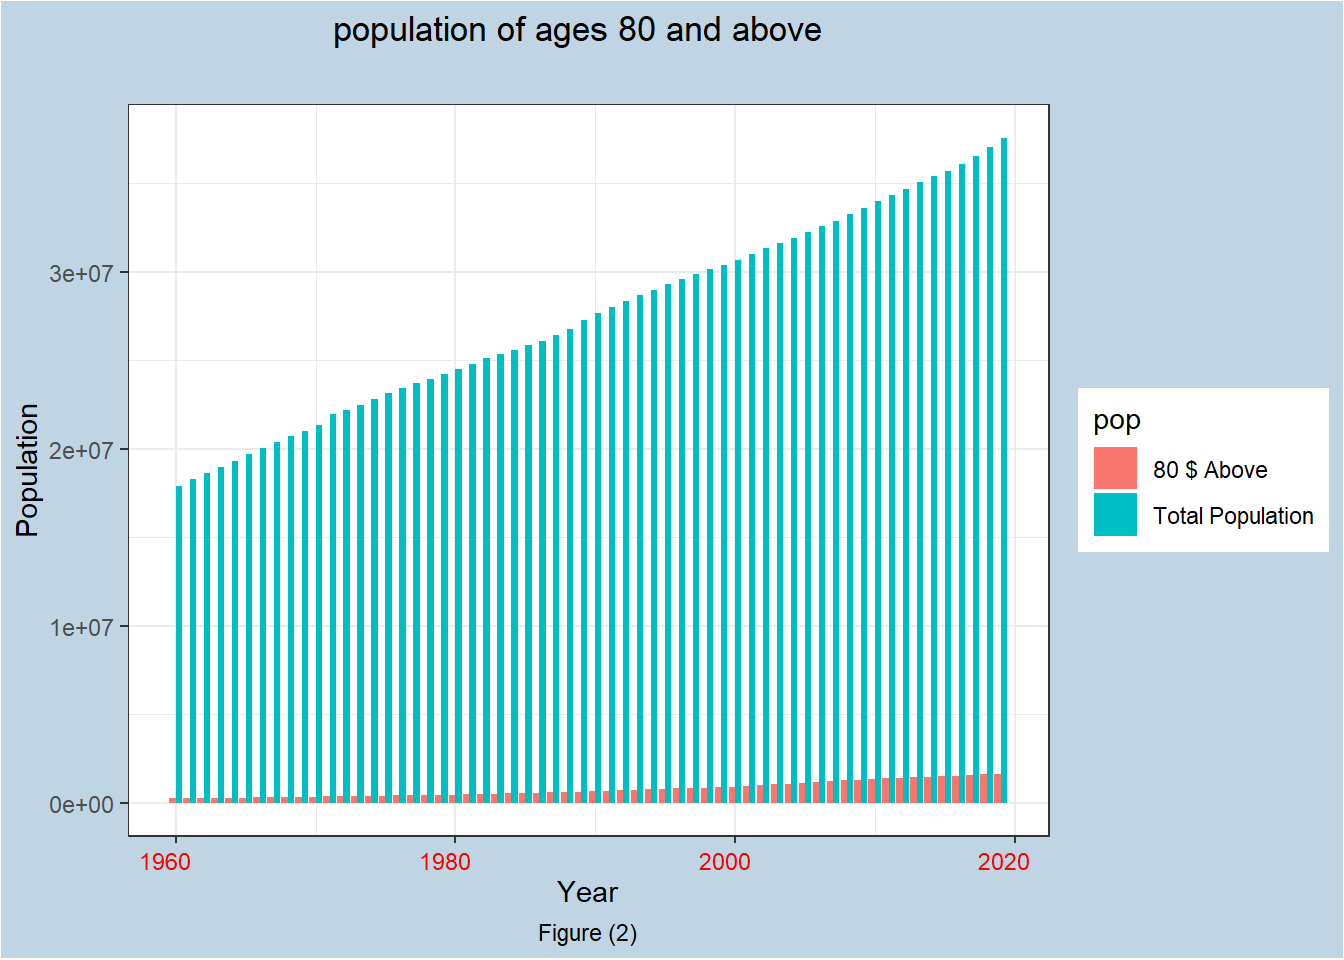 population of ages 80 and above
3e+07
2e+07
1e+07
0e+00
Population
1960
1980
2000
2020
Year
Figure (2)
pop
80 $ Above
Total Population